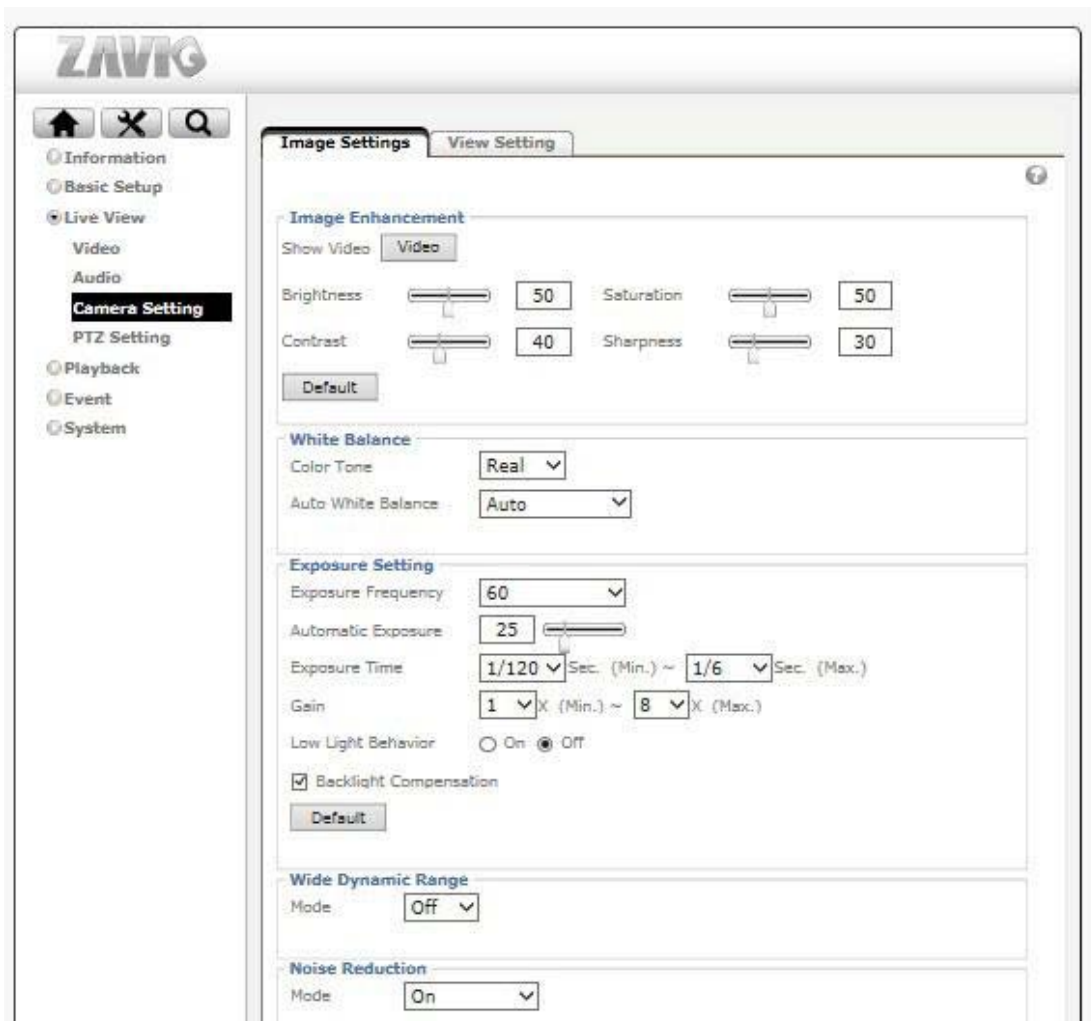 ZAVIO
Information
Basic Setup
Live View
Video
Audio
Camera Setting
PTZ Setting
Playback
Event
System
Image Settings
View Setting
?
Image Enhancement
Show Video Video
Brightness 50 Saturation 50
Contrast 40 Sharpness 30
Default
White Balance
Color Tone Real
Auto White Balance Auto
Exposure Setting
Exposure Frequency 60
Automatic Exposure 25
Exposure Time 1/120 Sec. (Min.) ~ 1/6 Sec. (Max.)
Gain 1 X (Min.) ~ 8 X (Max.)
Low Light Behavior On Off
Backlight Compensation
Default
Wide Dynamic Range
Mode Off
Noise Reduction
Mode On